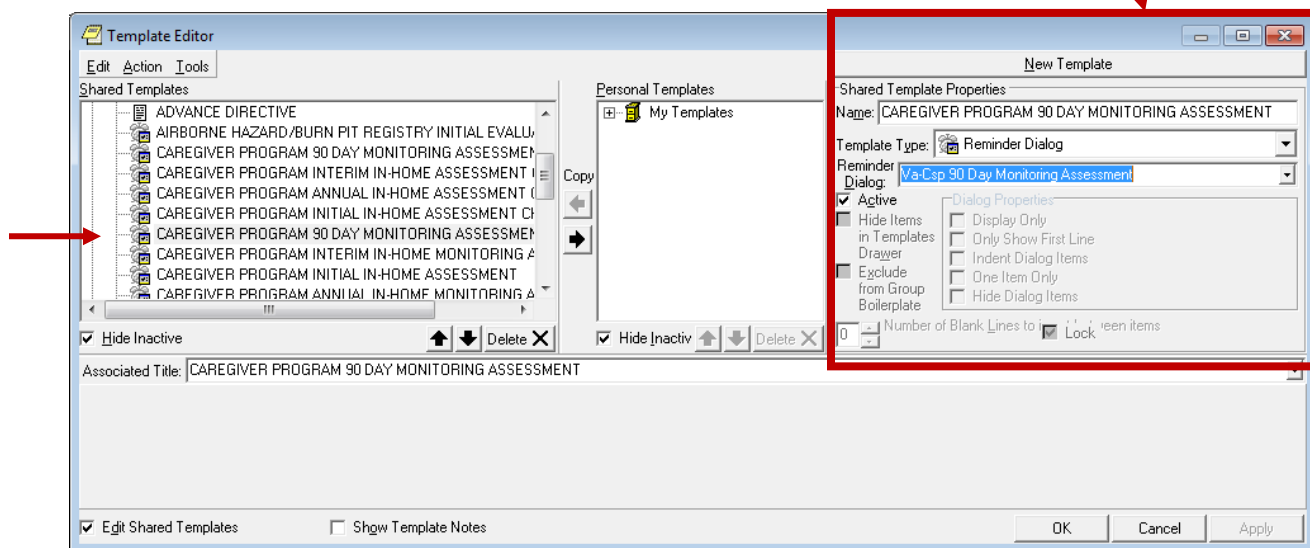 Template Editor
Edit Action Tools
New Template
Shared Templates
ADVANCE DIRECTIVE
AIRBORNE HAZARD/BURN PIT REGISTRY INITIAL
CAREGIVER PROGRAM 90 DAY MONITORING
CAREGIVER PROGRAM INTERIM IN-HOME ASSESSMENT
CAREGIVER PROGRAM ANNUAL IN-HOME ASSESSMENT
CAREGIVER PROGRAM INITIAL IN-HOME ASSESSMENT
CAREGIVER PROGRAM 90 DAY MONITORING
CAREGIVER PROGRAM INTERIM IN-HOME MONITORING
CAREGIVER PROGRAM INITIAL IN-HOME ASSESSMENT
CAREGIVER PROGRAM ANNUAL IN-HOME MONITORING
Hide Inactive
Delete
Copy
Personal Templates
My Templates
Hide Inactiv
Delete
Shared Template Properties
Name: CAREGIVER PROGRAM 90 DAY MONITORING ASSESSMENT
Template Type: Reminder Dialog
Reminder
Dialog: Va-Csp 90 Day Monitoring Assessment
Active
Hide Items
in Templates
Drawer
Exclude
from Group
Boilerplate
Dialog Properties
Display Only
Only Show First Line
Indent Dialog Items
One Item Only
Hide Dialog Items
0 Number of Blank Lines to items
Lock
Associated Title: CAREGIVER PROGRAM 90 DAY MONITORING ASSESSMENT
Edit Shared Templates
Show Template Notes
OK Cancel Apply